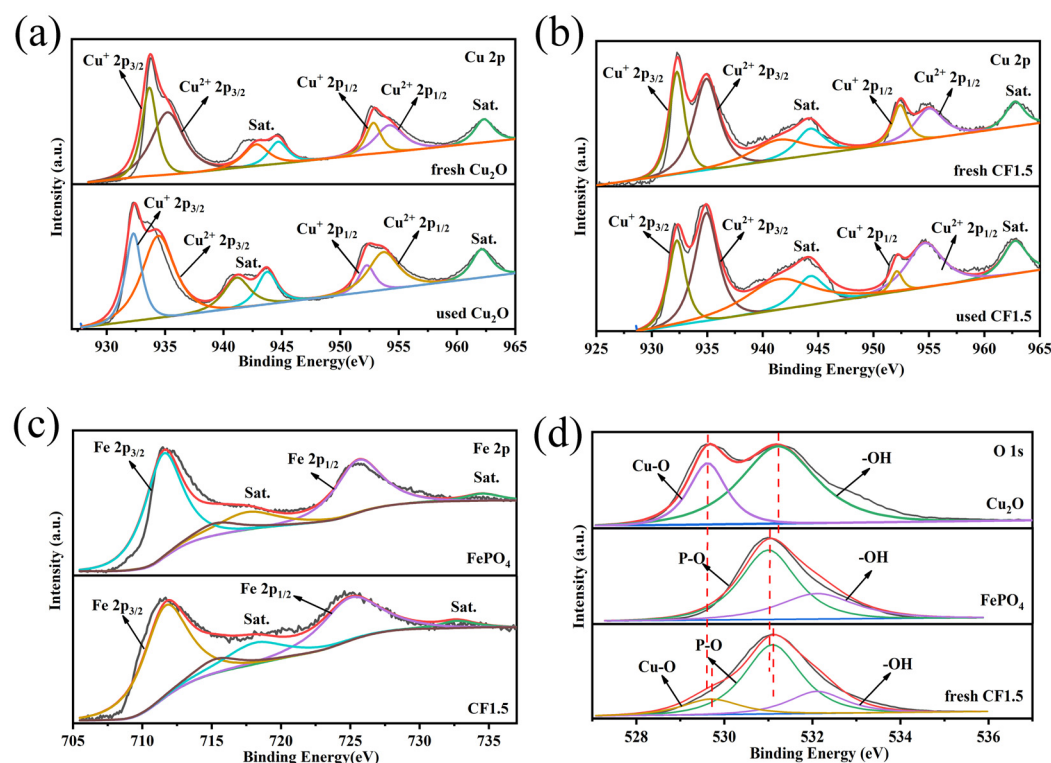 (a)
Cu 2p
Cu⁺ 2p₃/₂
Cu²⁺ 2p₃/₂
Sat.
Cu⁺ 2p₁/₂
Cu²⁺ 2p₁/₂
Sat.
fresh Cu₂O
Cu⁺ 2p₃/₂
Cu²⁺ 2p₃/₂
Sat.
Cu⁺ 2p₁/₂
Cu²⁺ 2p₁/₂
Sat.
used Cu₂O
Intensity (a.u.)
930 935 940 945 950 955 960 965
Binding Energy(eV)
(b)
Cu 2p
Cu⁺ 2p₃/₂
Cu²⁺ 2p₃/₂
Sat.
Cu⁺ 2p₁/₂
Cu²⁺ 2p₁/₂
Sat.
fresh CF1.5
Cu⁺ 2p₃/₂
Cu²⁺ 2p₃/₂
Sat.
Cu⁺ 2p₁/₂
Cu²⁺ 2p₁/₂
Sat.
used CF1.5
Intensity (a.u.)
925 930 935 940 945 950 955 960 965
Binding Energy(eV)
(c)
Fe 2p
Fe 2p₃/₂
Sat.
Fe 2p₁/₂
Sat.
FePO₄
Fe 2p₃/₂
Sat.
Fe 2p₁/₂
Sat.
CF1.5
Intensity (a.u.)
705 710 715 720 725 730 735
Binding Energy(eV)
(d)
O 1s
Cu-O
-OH
Cu₂O
P-O
-OH
FePO₄
Cu-O
P-O
-OH
fresh CF1.5
Intensity (a.u.)
528 530 532 534 536
Binding Energy (eV)